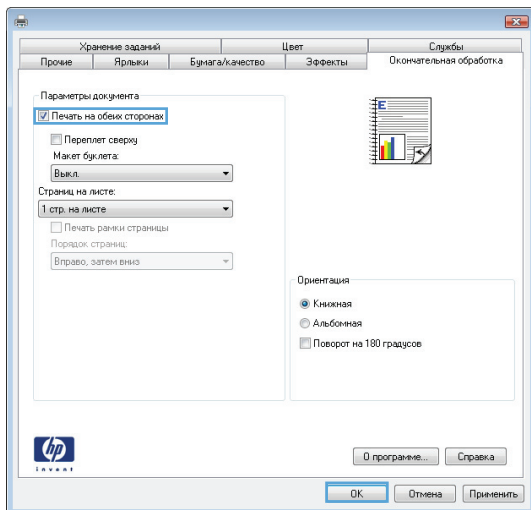 Хранение заданий Цвет Службы
Прочие Ярлыки Бумага/качество Эффекты Окончательная обработка
Параметры документа
Печать на обеих сторонах
Переплет сверху
Макет буклета:
Выкл.
Страниц на листе:
1 стр. на листе
Печать рамки страницы
Порядок страниц:
Вправо, затем вниз
E
Ориентация
Книжная
Альбомная
Поворот на 180 градусов
hp
invent
О программе... Справка
OK Отмена Применить